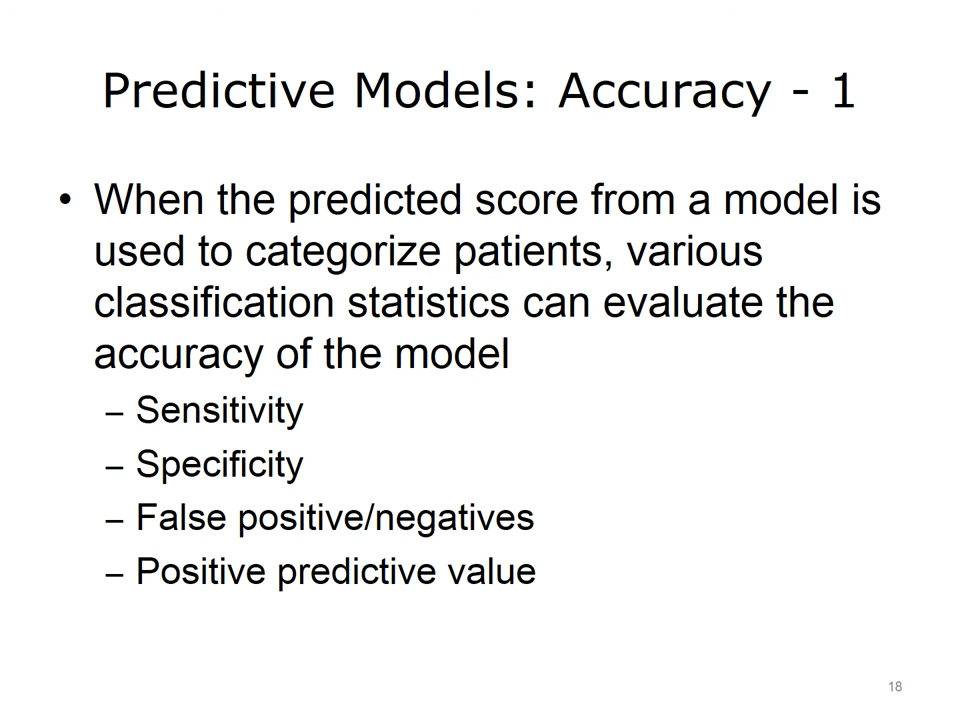 Predictive Models: Accuracy - 1
• When the predicted score from a model is
used to categorize patients, various
classification statistics can evaluate the
accuracy of the model
– Sensitivity
– Specificity
– False positive/negatives
– Positive predictive value
18